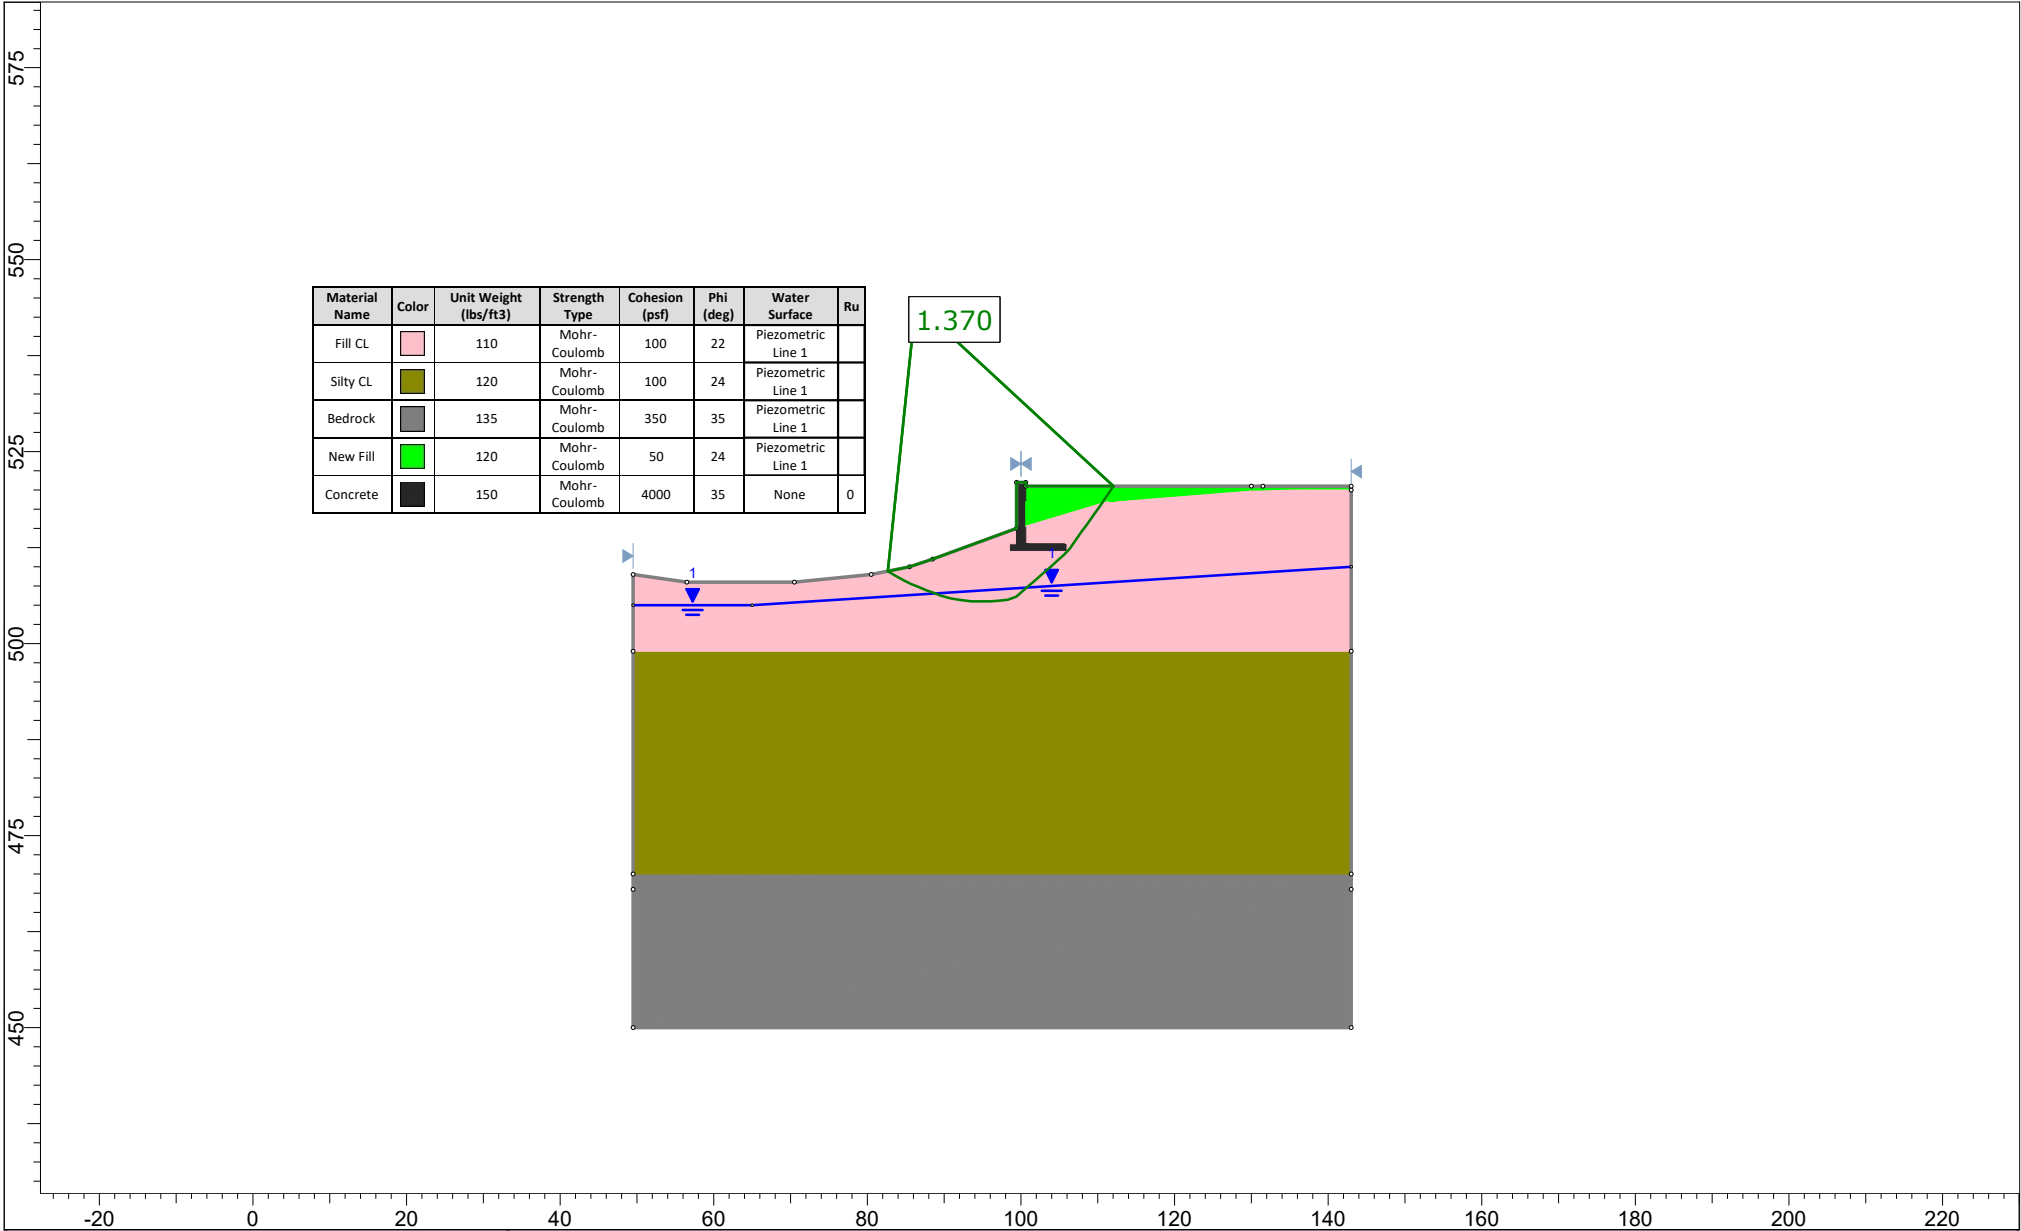 575
550
525
500
475
450
Material Name Color Unit Weight (lbs/ft3) Strength Type Cohesion (psf) Phi (deg) Water Surface Ru
Fill CL 110 Mohr-Coulomb 100 22 Piezometric Line 1
Silty CL 120 Mohr-Coulomb 100 24 Piezometric Line 1
Bedrock 135 Mohr-Coulomb 350 35 Piezometric Line 1
New Fill 120 Mohr-Coulomb 50 24 Piezometric Line 1
Concrete 150 Mohr-Coulomb 4000 35 None 0
1.370
1
1
-20 0 20 40 60 80 100 120 140 160 180 200 220